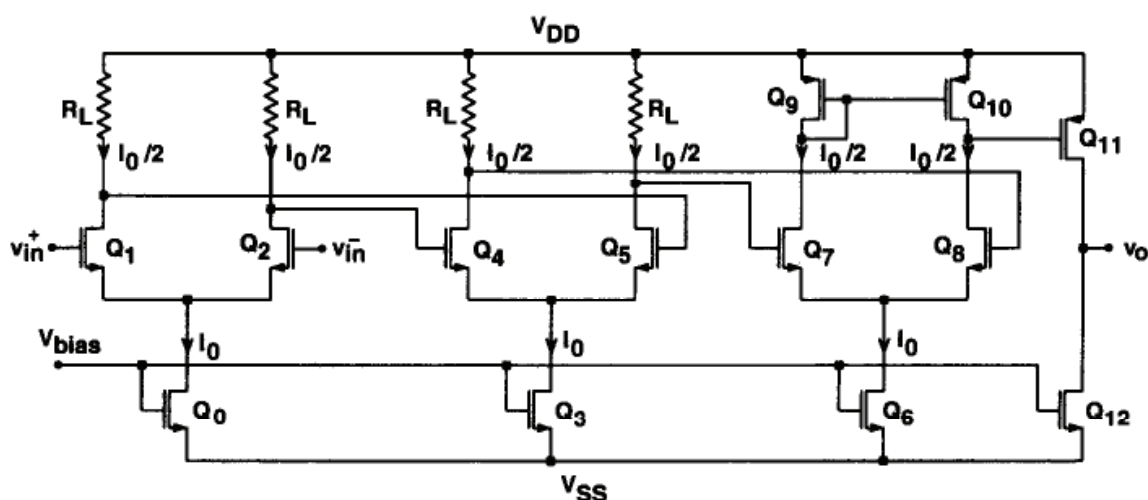 V_DD
R_L R_L R_L R_L Q_9 Q_10
Q_11
I_0/2 I_0/2 I_0/2 I_0/2 I_0/2 I_0/2
v_in^+ Q_1 Q_2 v_in^- Q_4 Q_5 Q_7 Q_8 v_o
V_bias I_0 I_0 I_0
Q_0 Q_3 Q_6 Q_12
V_SS